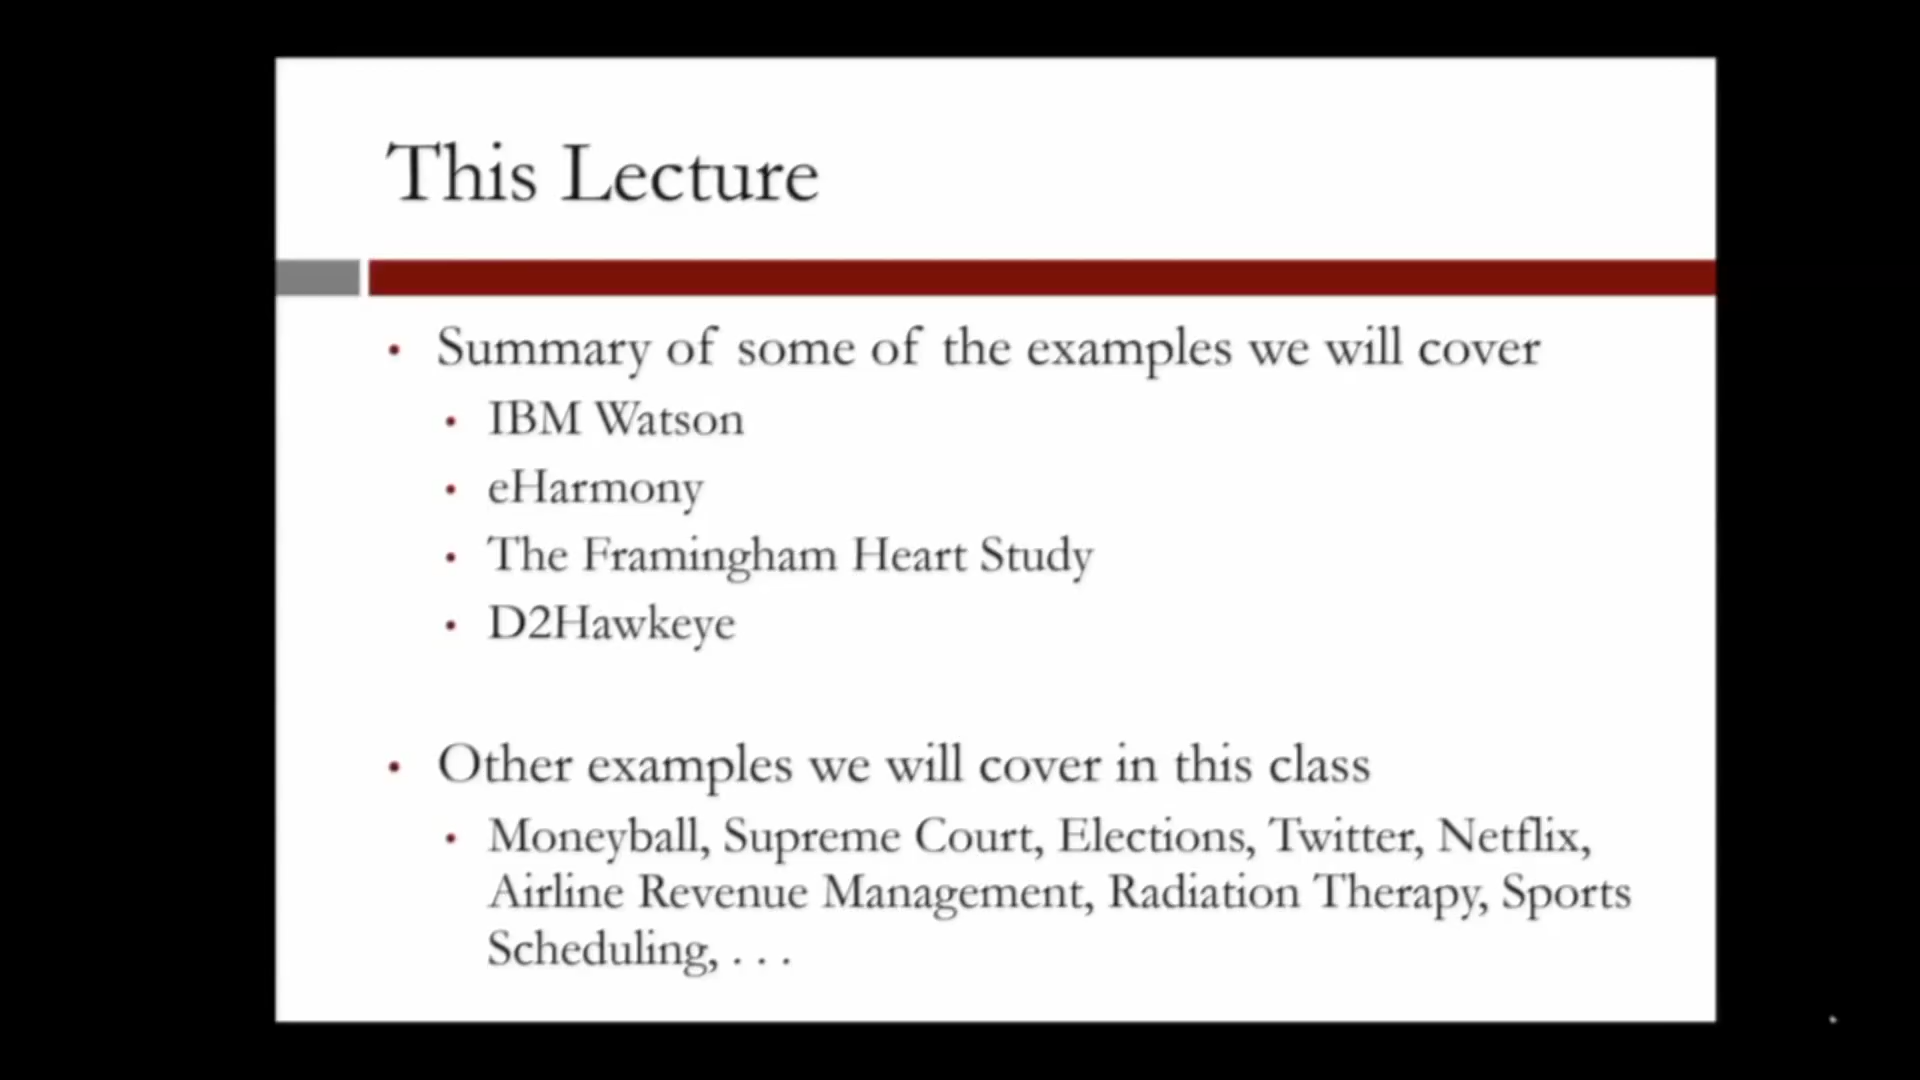 This Lecture
• Summary of some of the examples we will cover
• IBM Watson
• eHarmony
• The Framingham Heart Study
• D2Hawkeye
• Other examples we will cover in this class
• Moneyball, Supreme Court, Elections, Twitter, Netflix,
Airline Revenue Management, Radiation Therapy, Sports
Scheduling, . . .